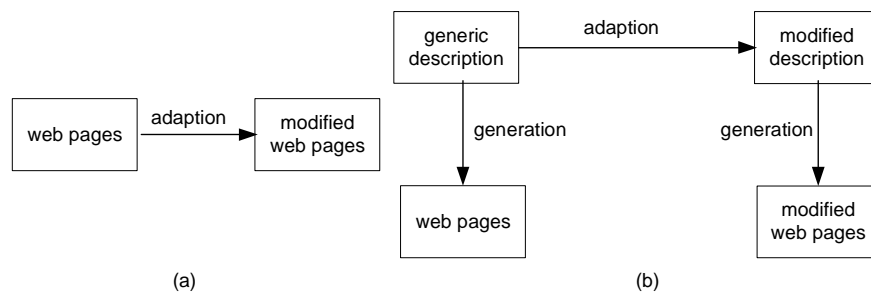 web pages
adaption
modified
web pages
(a)
generic
description
adaption
modified
description
generation
generation
web pages
modified
web pages
(b)